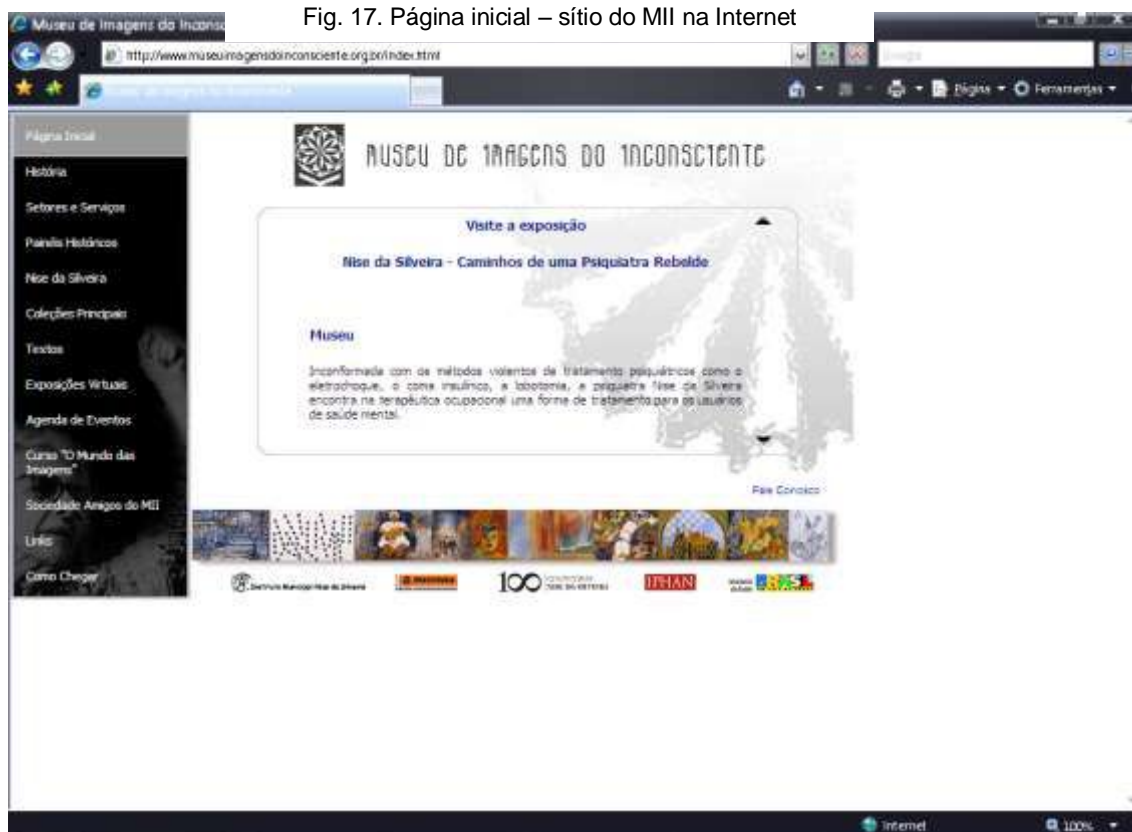 Fig. 17. Página inicial – sítio do MII na Internet
Museu de Imagens do
http://www.museuimagensdoinconsciente.org.br/index.html
Página
Ferramentas
Página Inicial
História
Setores e Serviços
Painéis Históricos
Nise da Silveira
Coleções Principais
Textos
Exposições Virtuais
Agenda de Eventos
Curso "O Mundo das
Imagens"
Sociedade Amigos do MII
Links
Como Chegar
MUSEU DE IMAGENS DO INCONSCIENTE
Visite a exposição
Nise da Silveira - Caminhos de uma Psiquiatra Rebelde
Museu
Inconformada com os métodos violentos de tratamento psiquiátricos como o
eletrochoque, o coma insulínico, a lobotomia, a psiquiatra Nise da Silveira
encontra na terapêutica ocupacional uma forma de tratamento para os usuários
de saúde mental.
Fale Conosco
100
IPHAN
BRASIL
Internet
100%